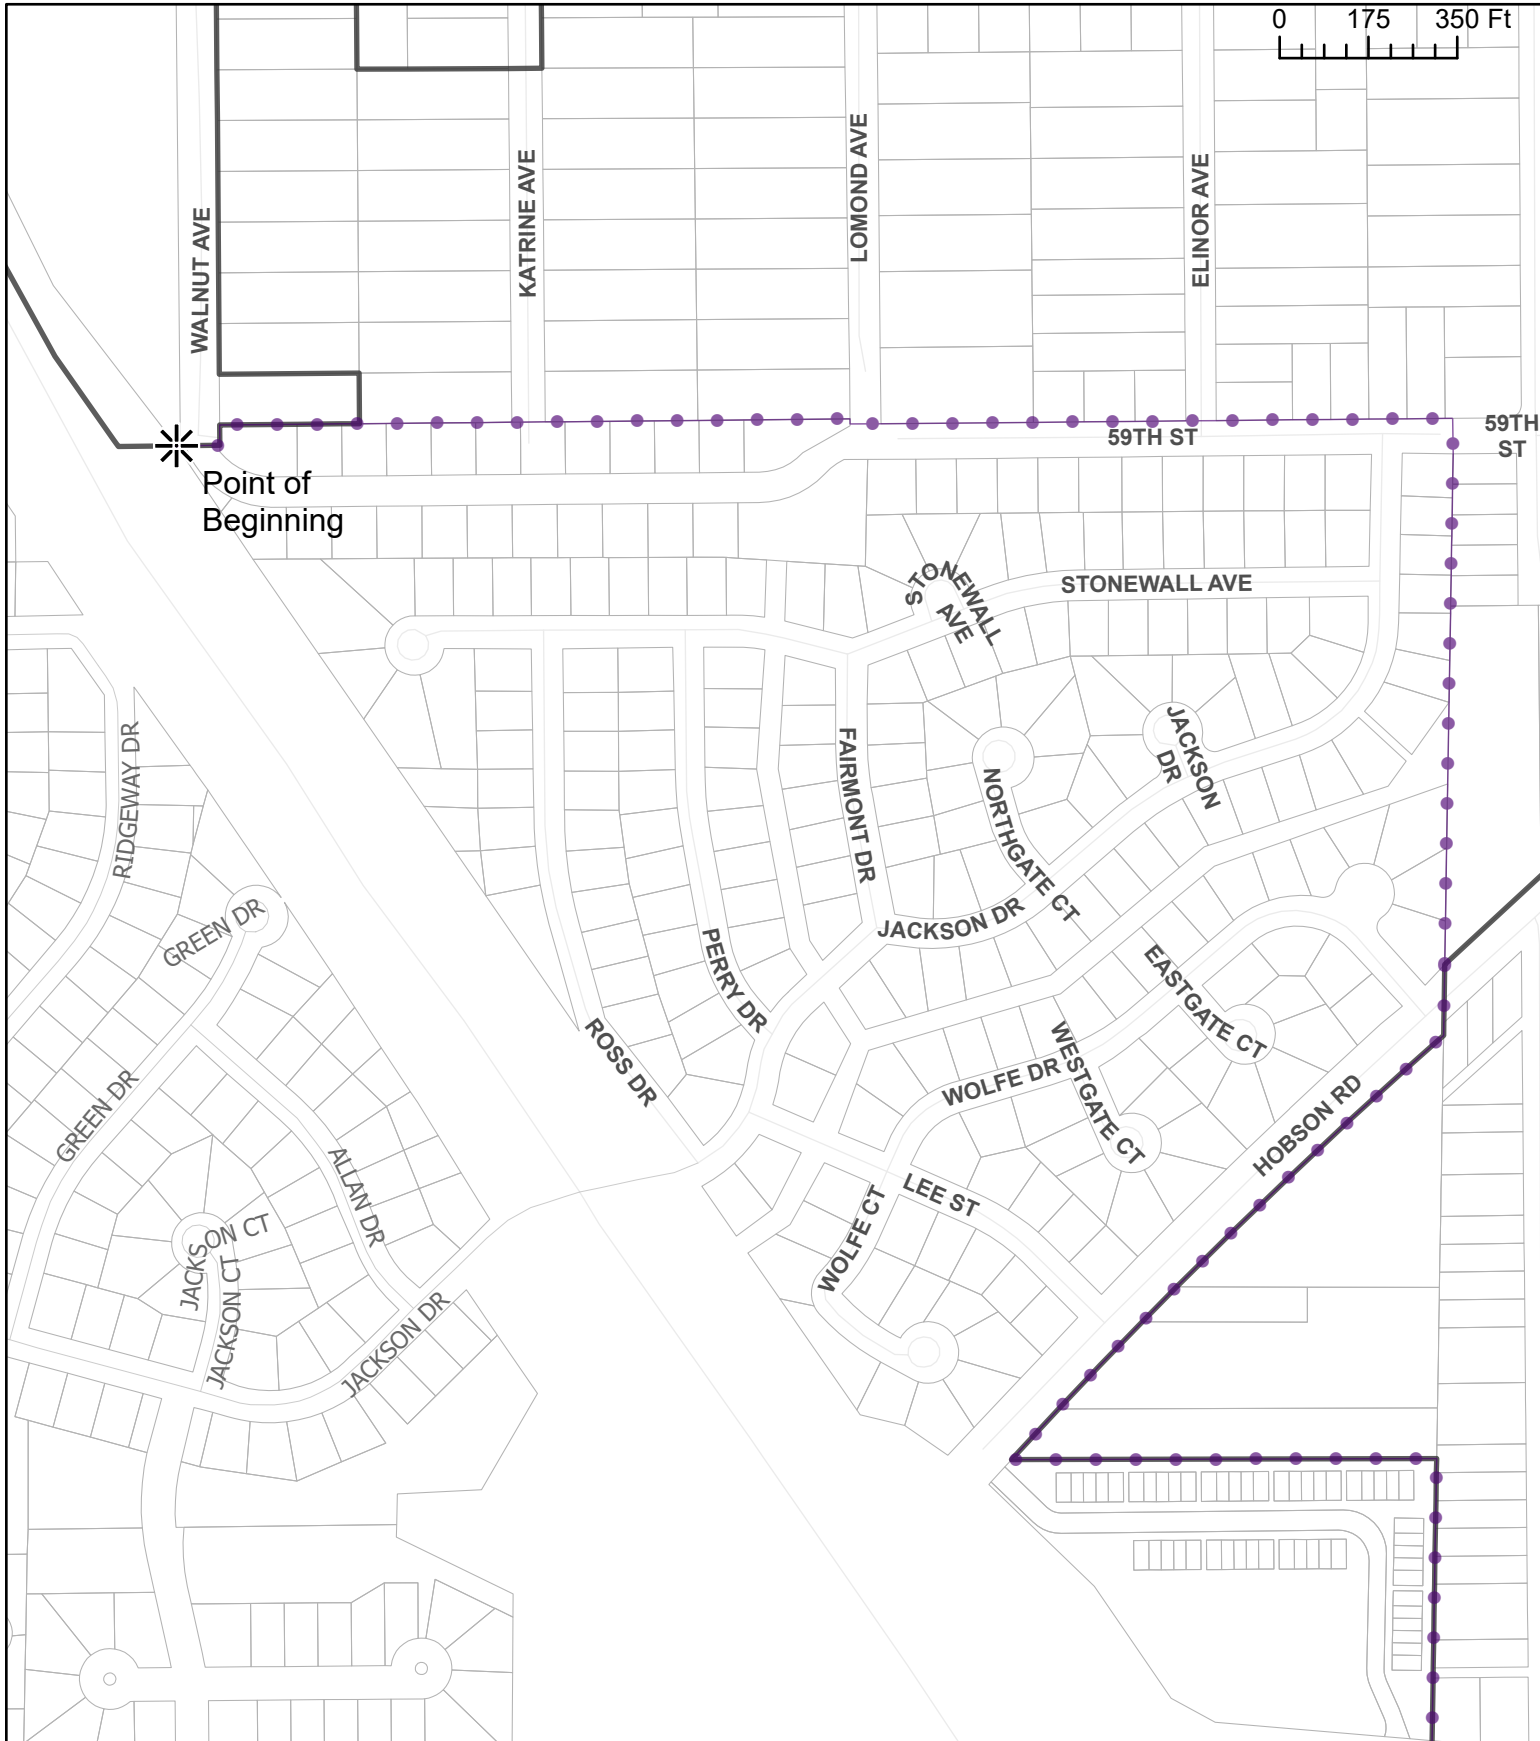 0 175 350 Ft
WALNUT AVE
KATRINE AVE
LOMOND AVE
ELINOR AVE
59TH ST
59TH
ST
Point of
Beginning
STONEWALL
AVE
STONEWALL AVE
FAIRMONT DR
JACKSON
DR
NORTHGATE CT
RIDGEWAY DR
GREEN DR
JACKSON DR
PERRY DR
EASTGATE CT
ROSS DR
WESTGATE CT
WOLFE DR
GREEN DR
HOBSON RD
ALLAN DR
LEE ST
WOLFE CT
JACKSON CT
JACKSON CT
JACKSON DR